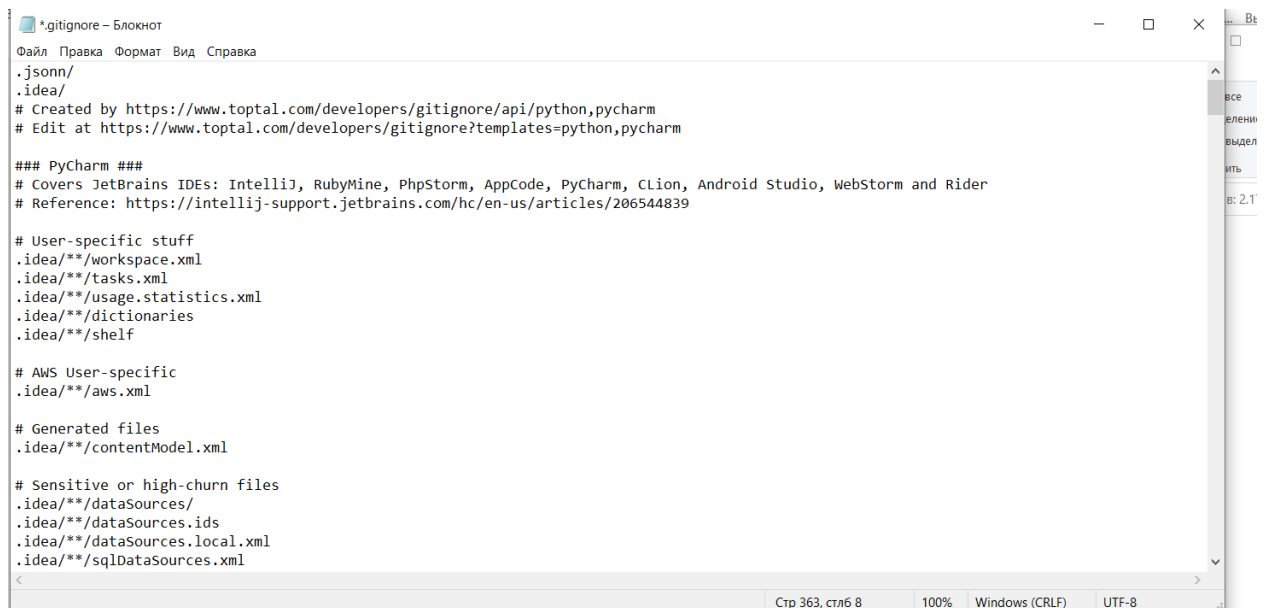 *.gitignore – Блокнот
Файл Правка Формат Вид Справка
.jsonn/
.idea/
# Created by https://www.toptal.com/developers/gitignore/api/python,pycharm
# Edit at https://www.toptal.com/developers/gitignore?templates=python,pycharm
### PyCharm ###
# Covers JetBrains IDEs: IntelliJ, RubyMine, PhpStorm, AppCode, PyCharm, CLion, Android Studio, WebStorm and Rider
# Reference: https://intellij-support.jetbrains.com/hc/en-us/articles/206544839
# User-specific stuff
.idea/**/workspace.xml
.idea/**/tasks.xml
.idea/**/usage.statistics.xml
.idea/**/dictionaries
.idea/**/shelf
# AWS User-specific
.idea/**/aws.xml
# Generated files
.idea/**/contentModel.xml
# Sensitive or high-churn files
.idea/**/dataSources/
.idea/**/dataSources.ids
.idea/**/dataSources.local.xml
.idea/**/sqlDataSources.xml
Стр 363, стлб 8 100% Windows (CRLF) UTF-8